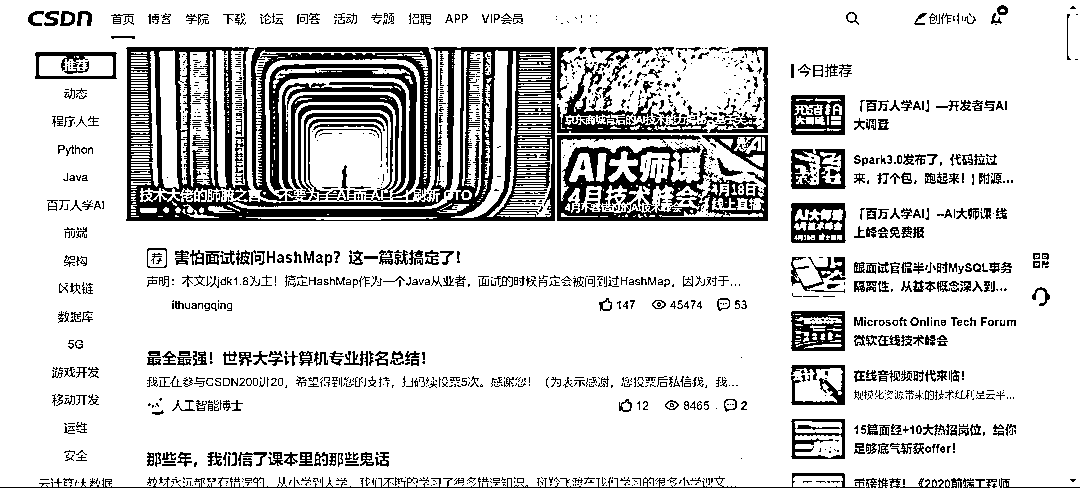 CSDN 首页 博客 学院 下载 论坛 问答 活动 专题 招聘 APP VIP会员 创作中心
推荐
动态
程序人生
Python
Java
百万人学AI
前端
架构
区块链
数据库
5G
游戏开发
移动开发
运维
安全
云计算/大数据
技术大佬的肺腑之言：不要为了AI而AI！
AI大师课
4月技术峰会
4月18日
线上直播
荐 害怕面试被问HashMap？这一篇就搞定了！
声明：本文以jdk1.8为主！搞定HashMap作为一个Java从业者，面试的时候肯定会被问到过HashMap，因为对于...
ithuangqing 147 45474 53
最全最强！世界大学计算机专业排名总结！
我正在参与CSDN200进20，希望得到您的支持，扫码续投票5次。感谢您！（为表示感谢，您投票后私信我，我...
人工智能博士 12 8465 2
那些年，我们信了课本里的那些鬼话
教材永远都是有错误的，从小学到大学，我们不断的学习了很多错误知识。斑羚飞渡在我们学习的很多小学课文...
今日推荐
「百万人学AI」—开发者与AI
大调查
Spark3.0发布了，代码拉过
来，打个包，跑起来！| 附源...
「百万人学AI」--AI大师课·线
上峰会免费报
跟面试官侃半小时MySQL事务
隔离性，从基本概念深入到...
Microsoft Online Tech Forum
微软在线技术峰会
在线音视频时代来临！
规模化资源带来的技术红利是云平...
15篇面经+10大热招岗位，给你
足够底气斩获offer！
重磅推荐！《2020前端工程师